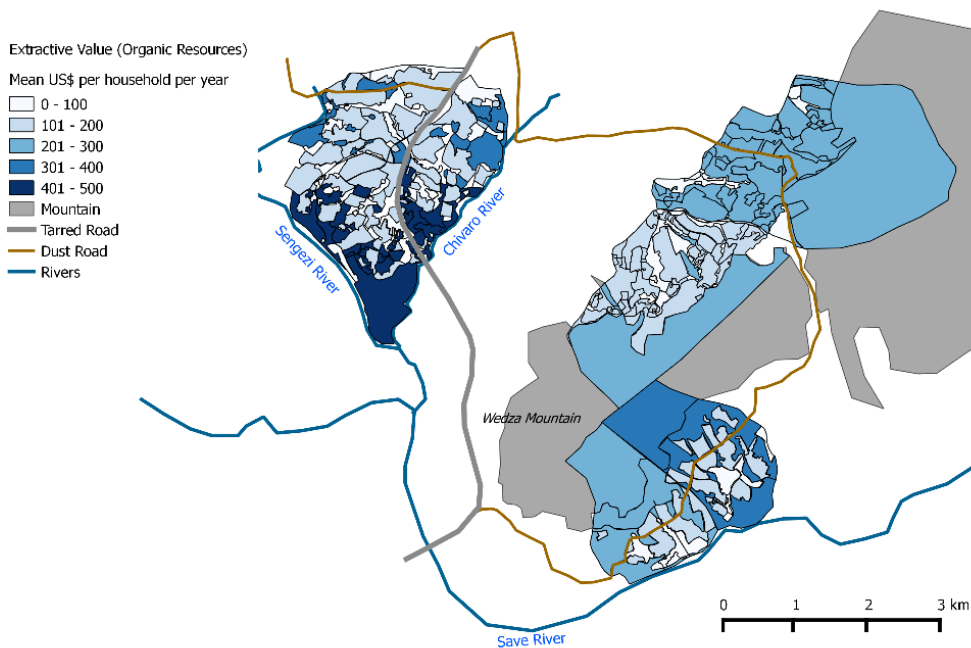 Extractive Value (Organic Resources)
Mean US$ per household per year
0 - 100
101 - 200
201 - 300
301 - 400
401 - 500
Mountain
Tarred Road
Dust Road
Rivers
Sengezi River
Chivaro River
Wedza Mountain
Save River
0 1 2 3 km